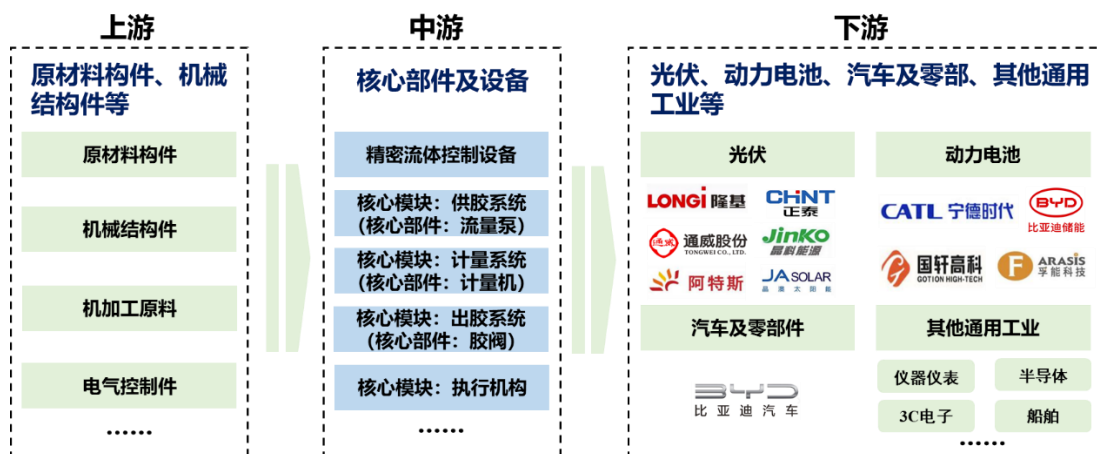 上游
原材料构件、机械
结构件等
原材料构件
机械结构件
机加工原料
电气控制件
……
中游
核心部件及设备
精密流体控制设备
核心模块：供胶系统
(核心部件：流量泵)
核心模块：计量系统
(核心部件：计量机)
核心模块：出胶系统
(核心部件：胶阀)
核心模块：执行机构
……
下游
光伏、动力电池、汽车及零部、其他通用
工业等
光伏
LONGi 隆基
CHNT
正泰
通威
通威股份
TONGWEI CO., LTD.
JinKO
晶科能源
阿特斯
JA SOLAR
晶澳太阳能
动力电池
CATL 宁德时代
BYD
比亚迪储能
国轩高科
GOTION HIGH-TECH
F
ARASIS
孚能科技
汽车及零部件
BYD
比亚迪汽车
其他通用工业
仪器仪表
半导体
3C电子
船舶
……